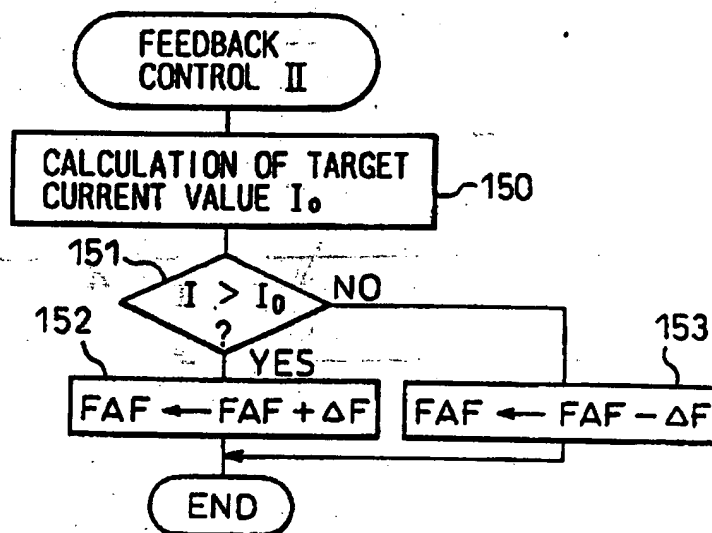 FEEDBACK
CONTROL II
CALCULATION OF TARGET
CURRENT VALUE I₀
150
151
I > I₀
?
NO
YES
152
FAF ← FAF + ΔF
153
FAF ← FAF − ΔF
END